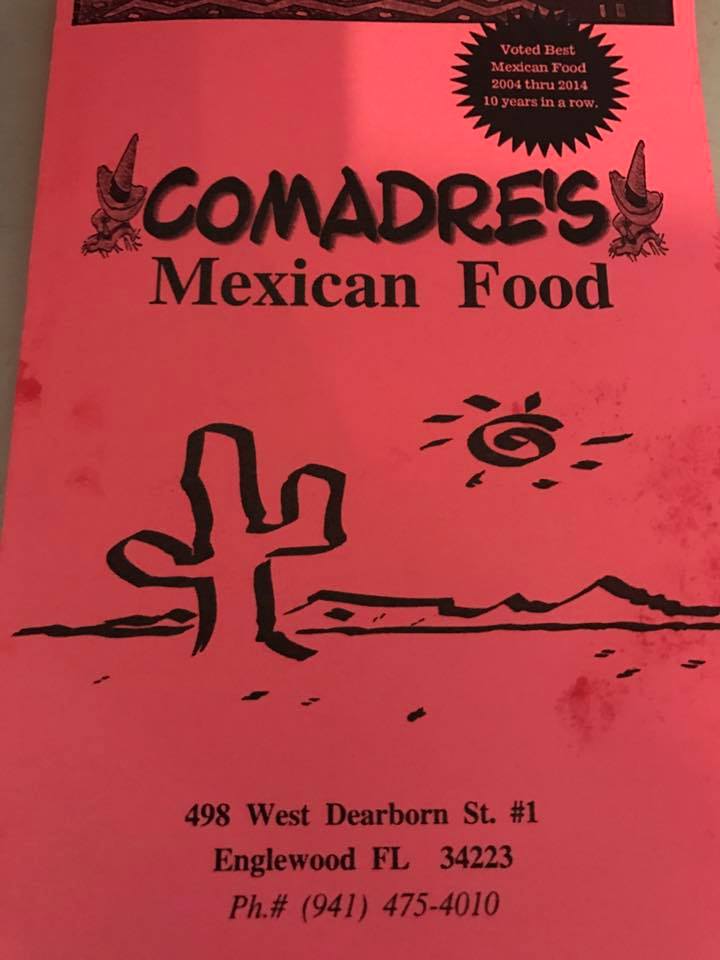 Voted Best
Mexican Food
2004 thru 2014
10 years in a row.
COMADRE'S
Mexican Food
498 West Dearborn St. #1
Englewood FL 34223
Ph.# (941) 475-4010